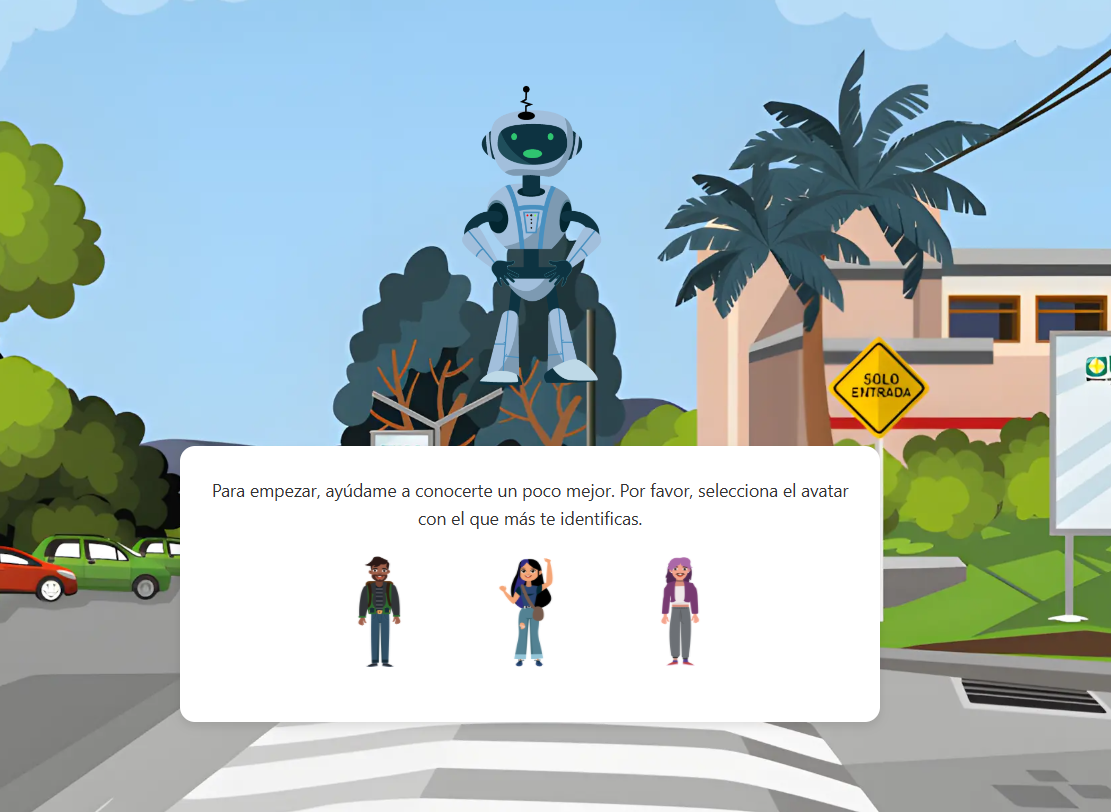 SOLO
ENTRADA
Para empezar, ayúdame a conocerte un poco mejor. Por favor, selecciona el avatar
con el que más te identificas.